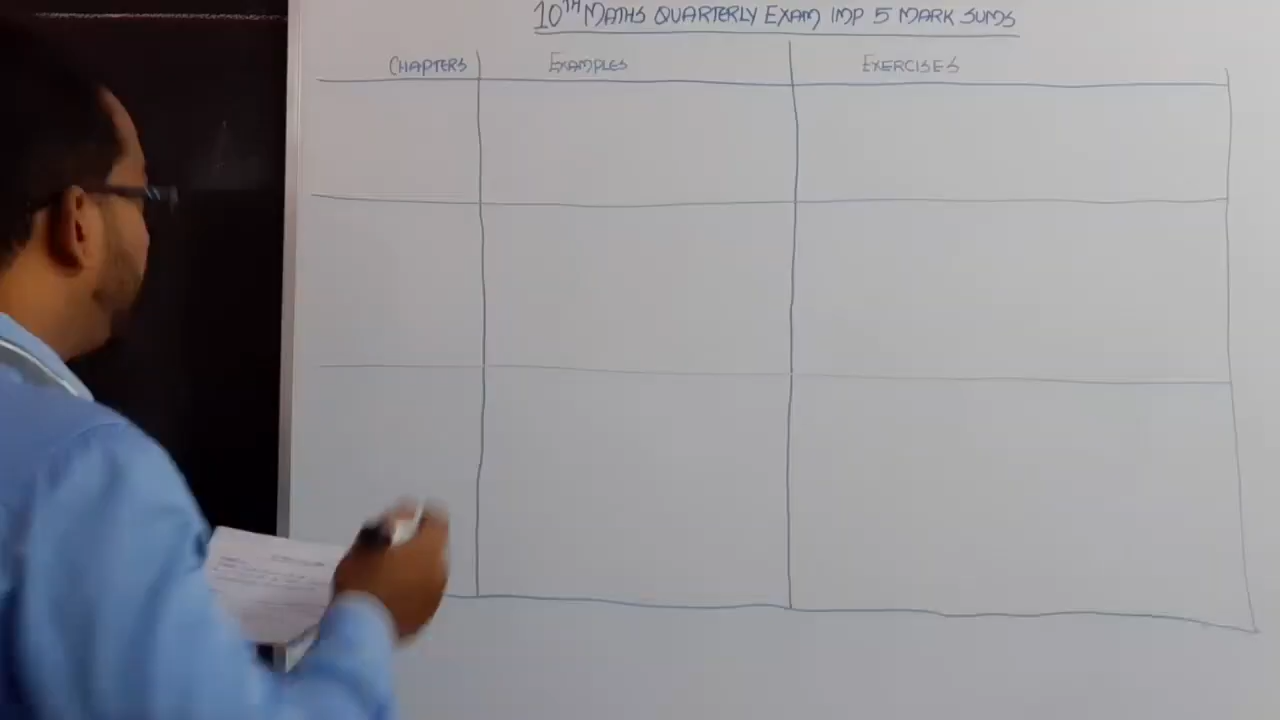 10TH MATHS QUARTERLY EXAM IMP 5 MARK SUMS
CHAPTERS EXAMPLES EXERCISES